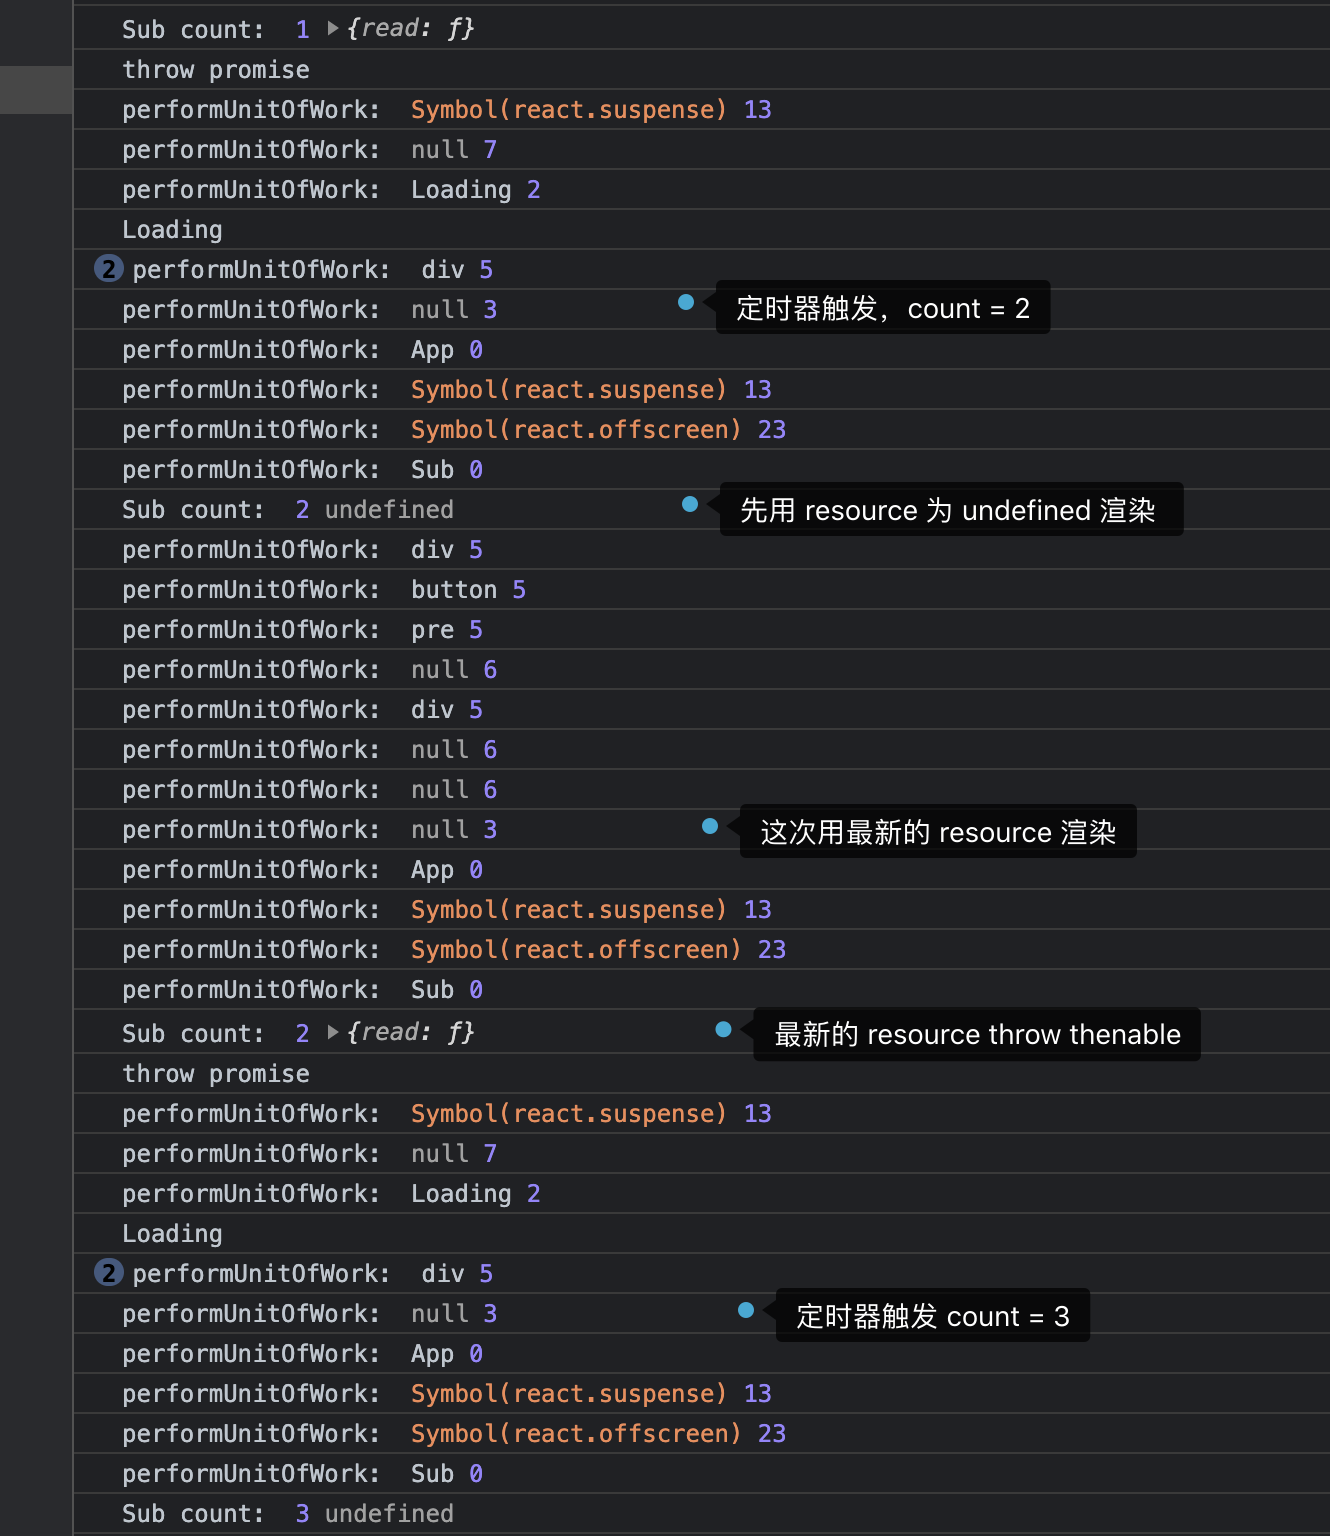 Sub count: 1 ▶{read: ƒ}
throw promise
performUnitOfWork: Symbol(react.suspense) 13
performUnitOfWork: null 7
performUnitOfWork: Loading 2
Loading
2 performUnitOfWork: div 5
performUnitOfWork: null 3
定时器触发，count = 2
performUnitOfWork: App 0
performUnitOfWork: Symbol(react.suspense) 13
performUnitOfWork: Symbol(react.offscreen) 23
performUnitOfWork: Sub 0
Sub count: 2 undefined
先用 resource 为 undefined 渲染
performUnitOfWork: div 5
performUnitOfWork: button 5
performUnitOfWork: pre 5
performUnitOfWork: null 6
performUnitOfWork: div 5
performUnitOfWork: null 6
performUnitOfWork: null 6
performUnitOfWork: null 3
这次用最新的 resource 渲染
performUnitOfWork: App 0
performUnitOfWork: Symbol(react.suspense) 13
performUnitOfWork: Symbol(react.offscreen) 23
performUnitOfWork: Sub 0
Sub count: 2 ▶{read: ƒ}
最新的 resource throw thenable
throw promise
performUnitOfWork: Symbol(react.suspense) 13
performUnitOfWork: null 7
performUnitOfWork: Loading 2
Loading
2 performUnitOfWork: div 5
performUnitOfWork: null 3
定时器触发 count = 3
performUnitOfWork: App 0
performUnitOfWork: Symbol(react.suspense) 13
performUnitOfWork: Symbol(react.offscreen) 23
performUnitOfWork: Sub 0
Sub count: 3 undefined